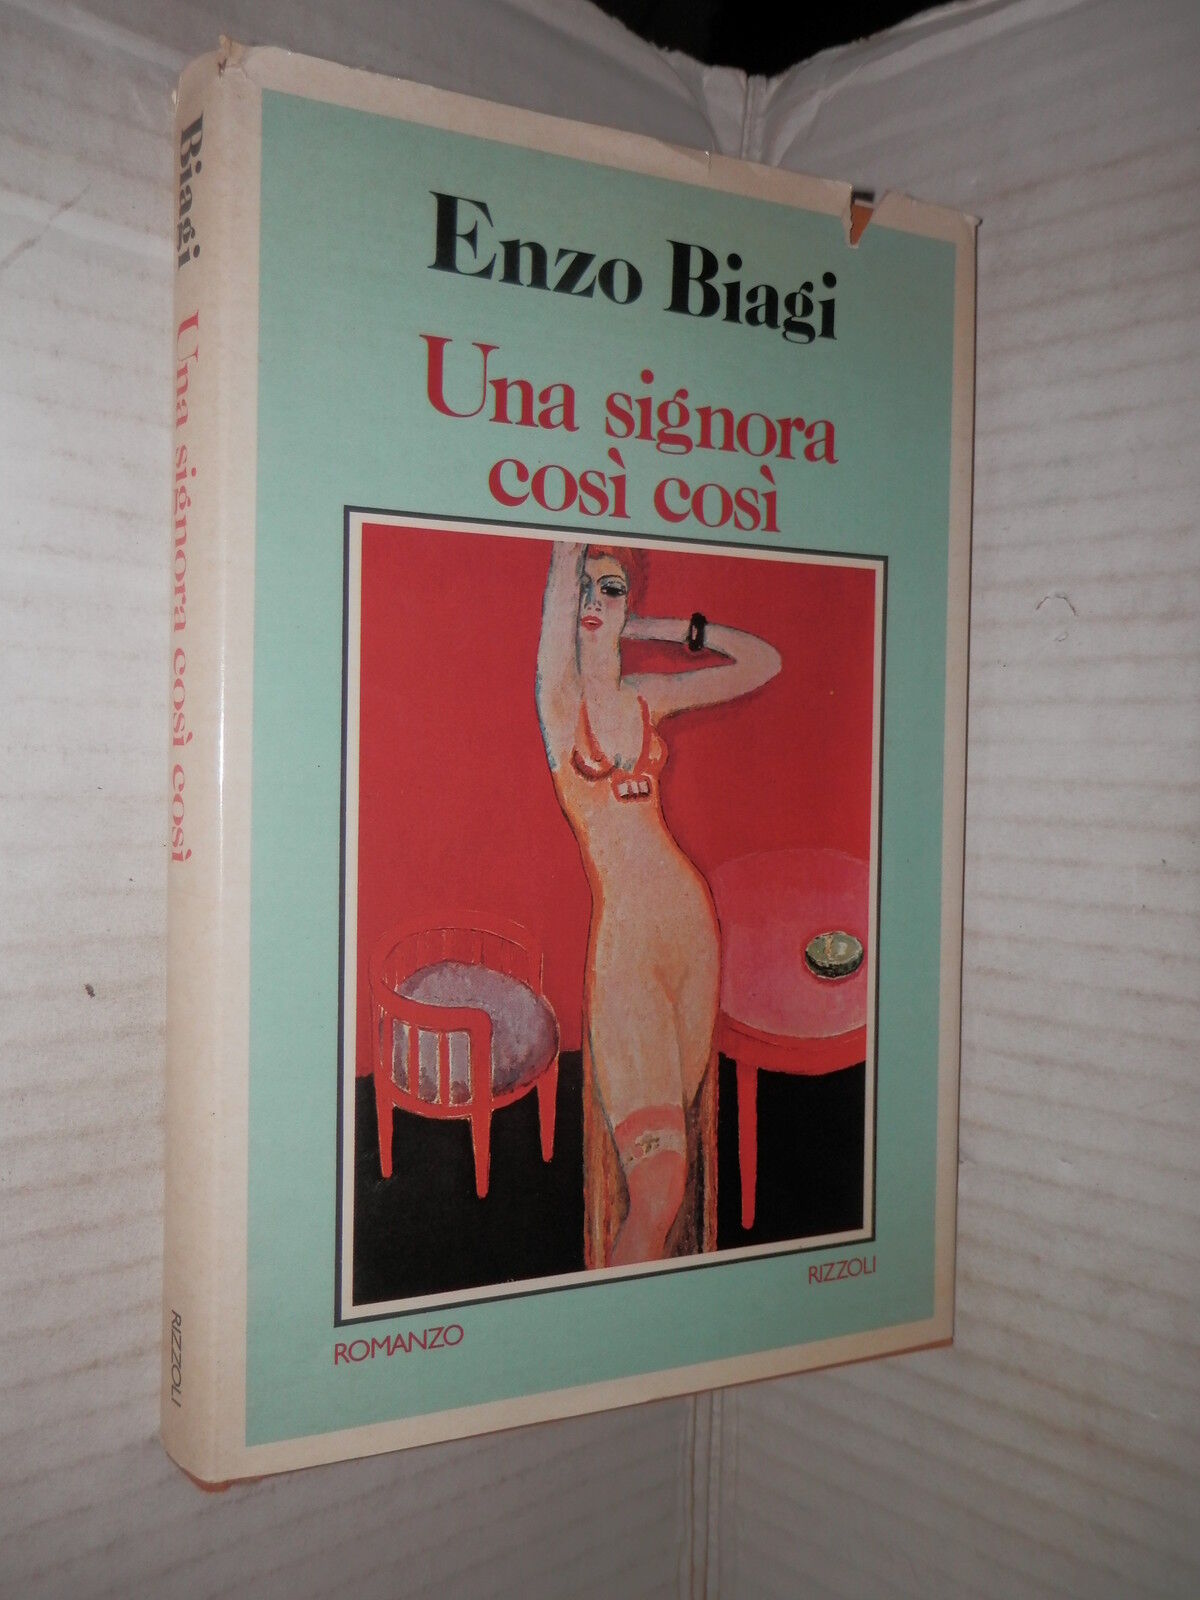 Biagi Una signora così così
RIZZOLI
Enzo Biagi
Una signora
così così
RIZZOLI
ROMANZO